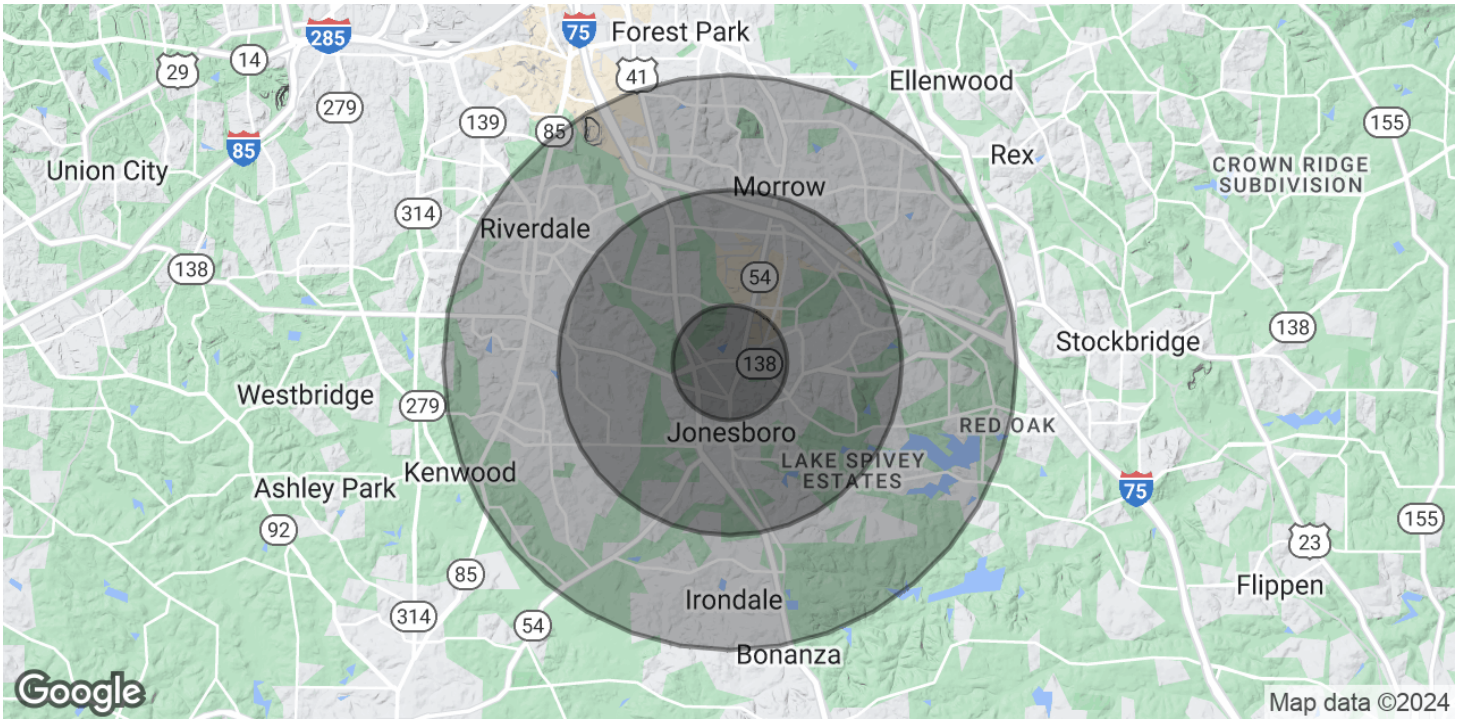 285
75
Forest Park
29
14
41
Ellenwood
279
139
85
155
85
Union City
Rex
CROWN RIDGE
SUBDIVISION
Morrow
314
Riverdale
138
54
138
Stockbridge
138
Westbridge
279
Jonesboro
RED OAK
Kenwood
LAKE SPIVEY
ESTATES
Ashley Park
75
92
155
23
85
Flippen
314
Irondale
54
Bonanza
Google
Map data ©2024